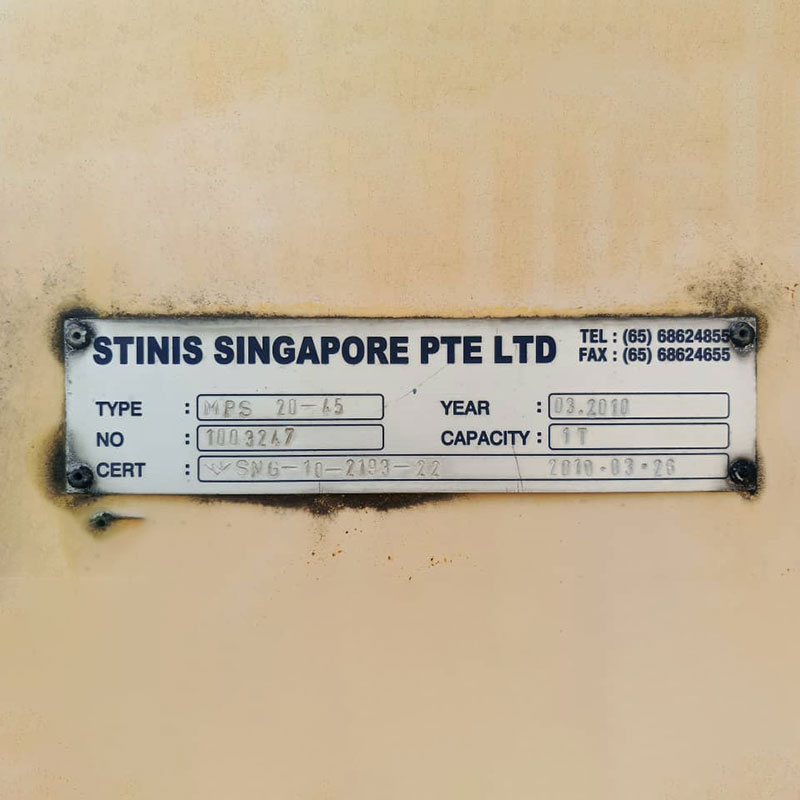 STINIS SINGAPORE PTE LTD
TEL : (65) 68624855
FAX : (65) 68624655
TYPE : MPS 20-45
YEAR : 03.2010
NO : 1003247
CAPACITY : 1T
CERT : SNG-10-2193-22 2010.03.26